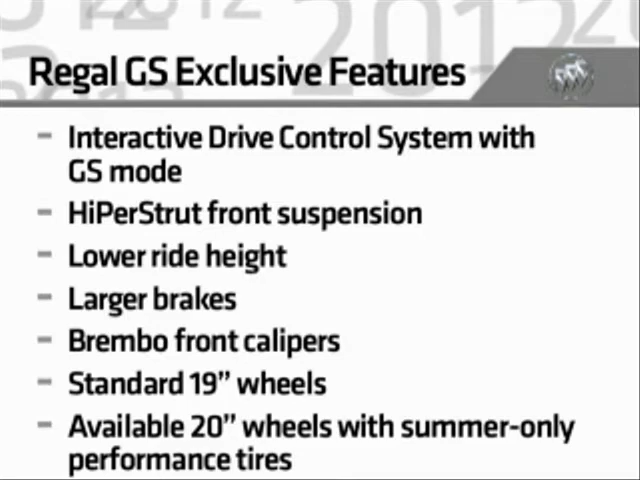 2012
Regal GS Exclusive Features
- Interactive Drive Control System with
GS mode
- HiPerStrut front suspension
- Lower ride height
- Larger brakes
- Brembo front calipers
- Standard 19” wheels
- Available 20” wheels with summer-only
performance tires